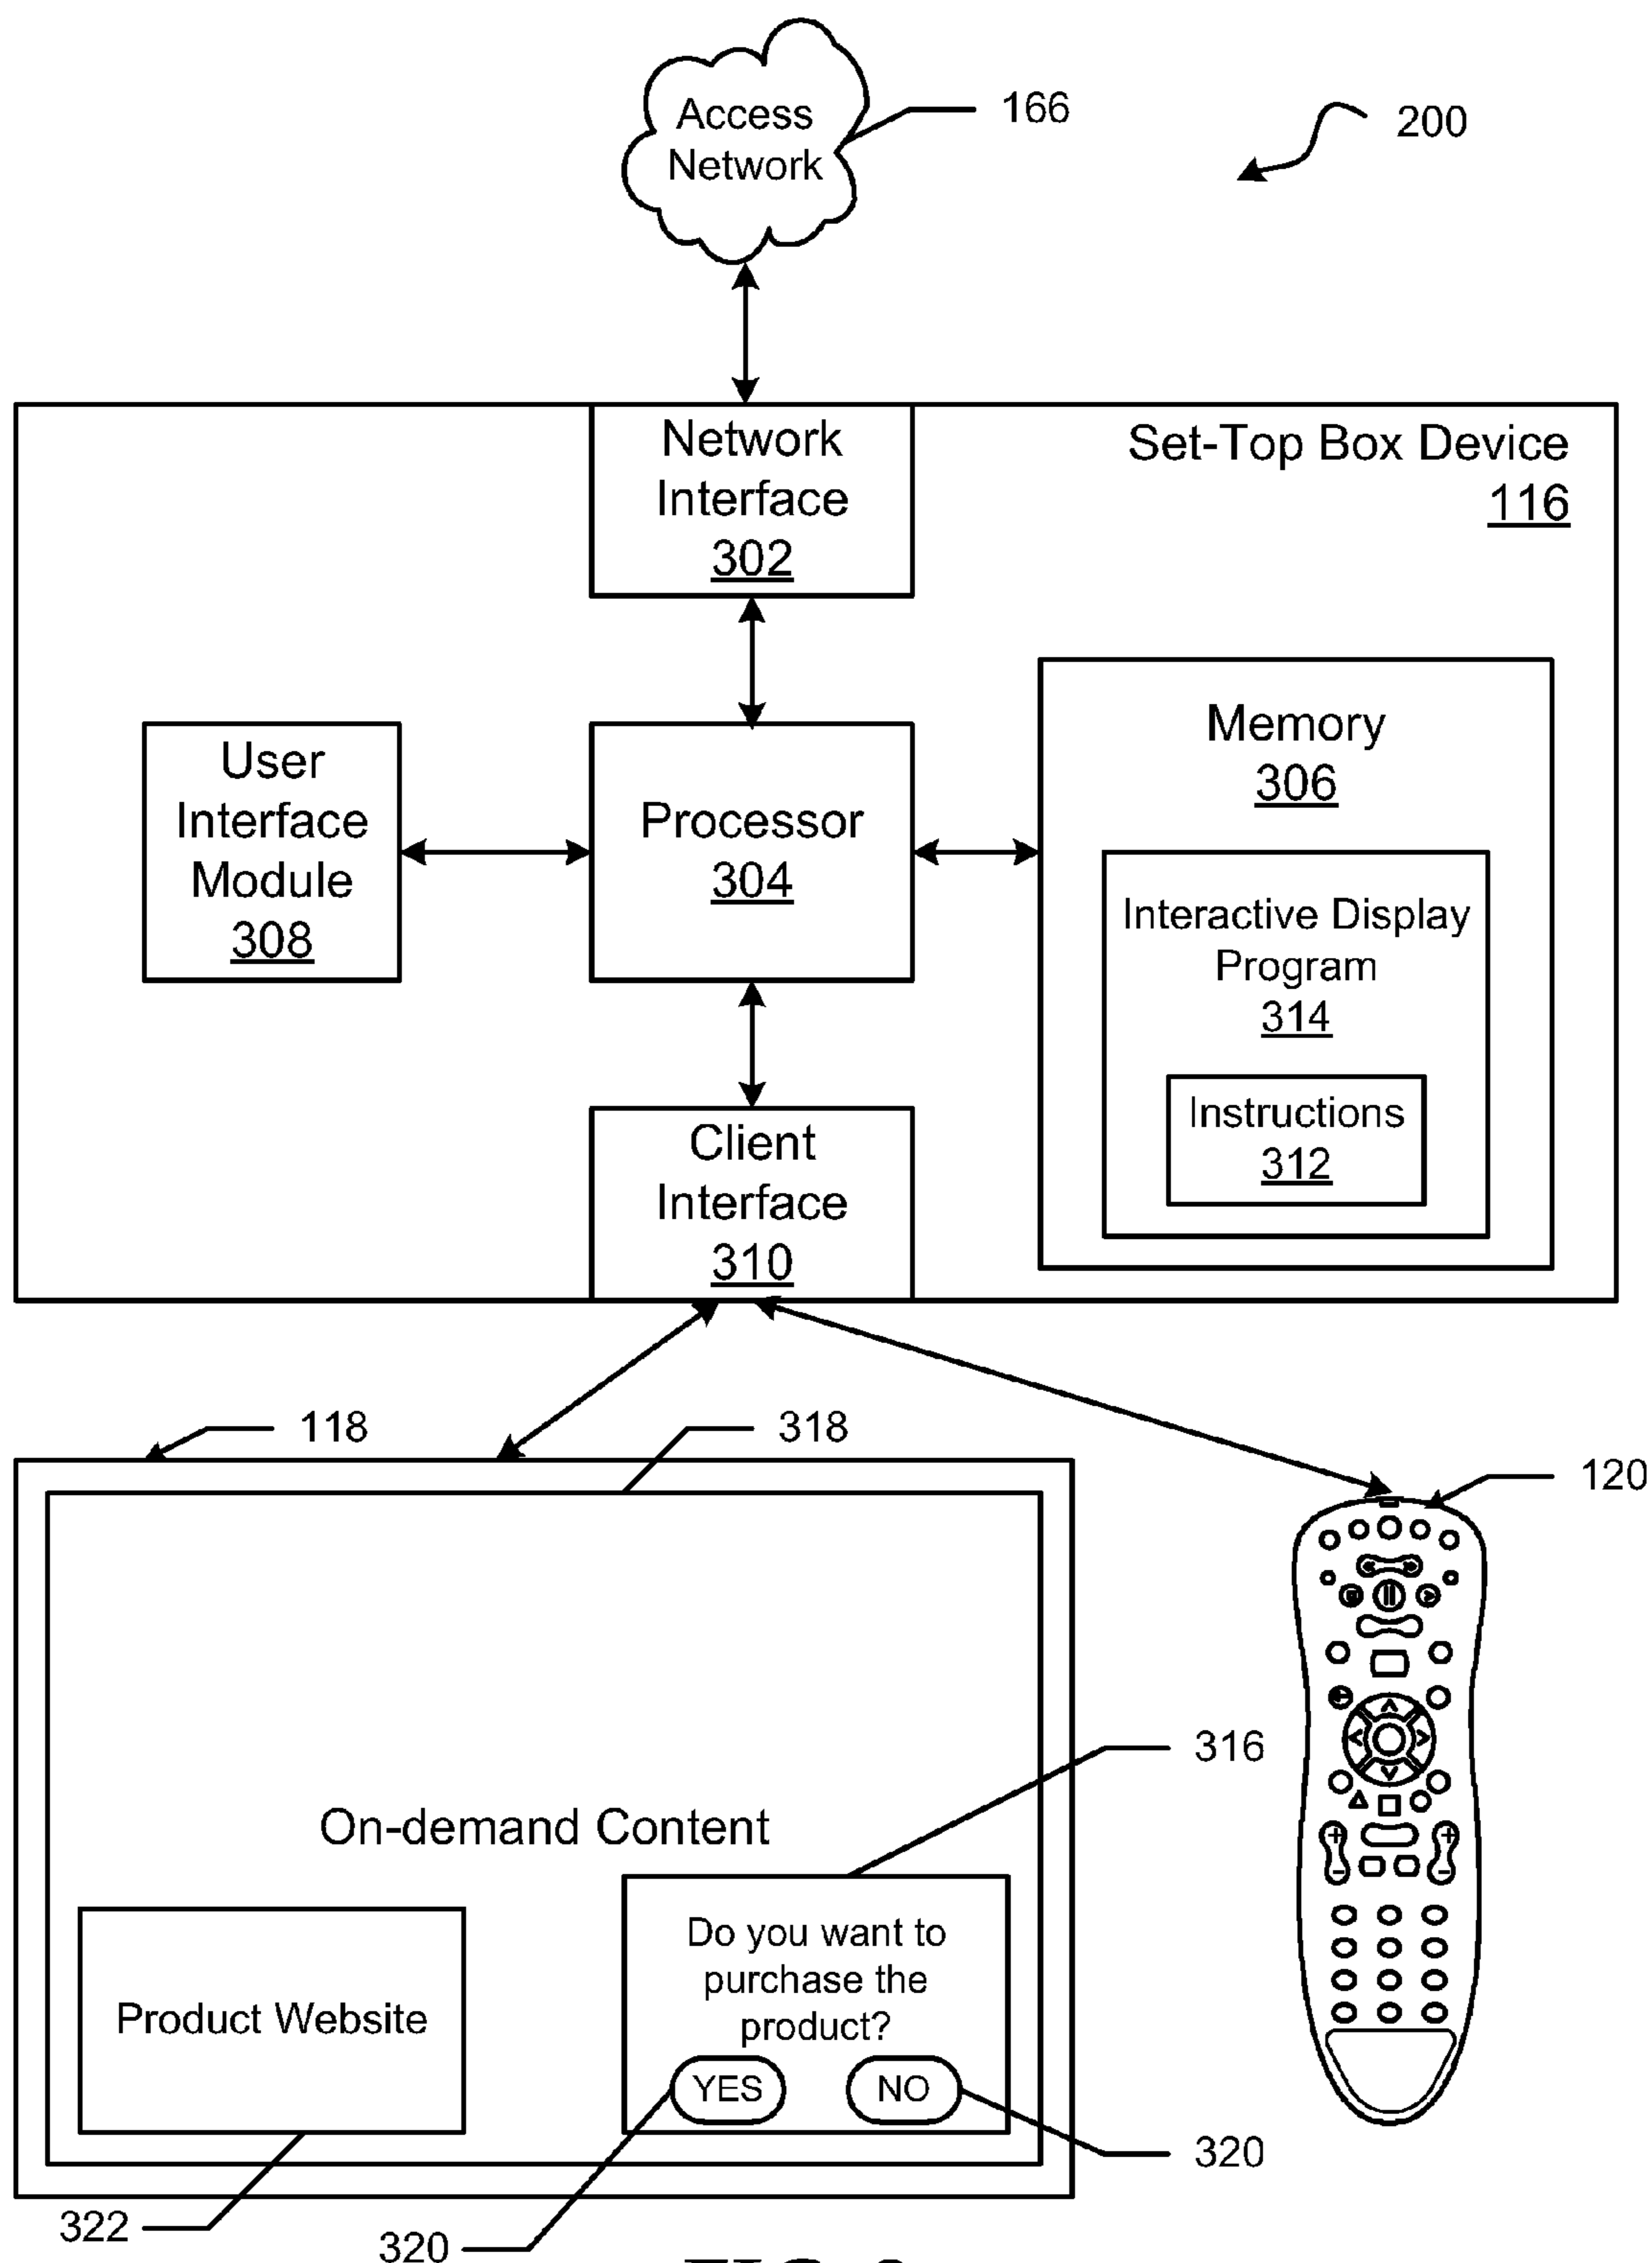 Access
Network
166
200
Network
Interface
302
Set-Top Box Device
116
User
Interface
Module
308
Processor
304
Memory
306
Interactive Display
Program
314
Instructions
312
Client
Interface
310
118
318
120
316
On-demand Content
Product Website
Do you want to
purchase the
product?
YES
NO
320
322
320